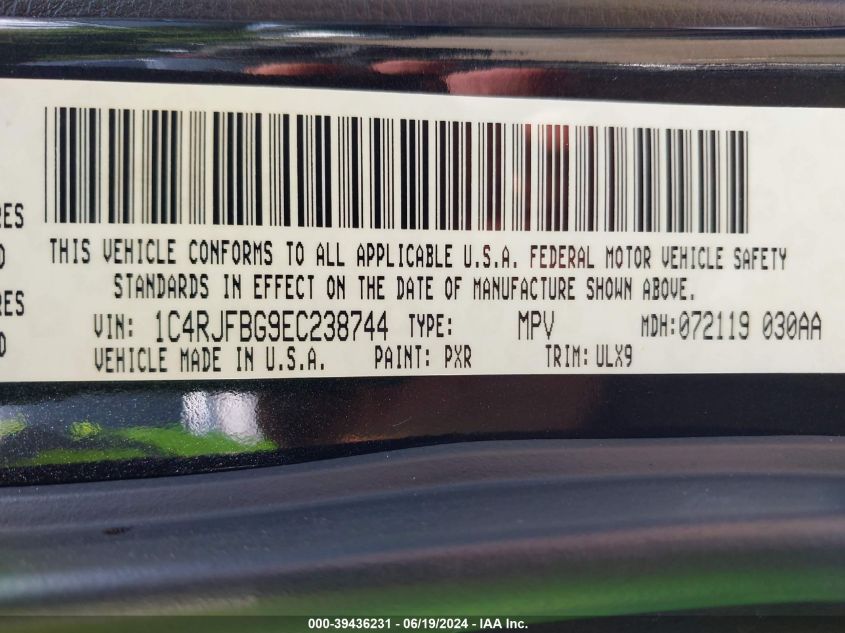 RES
D
THIS VEHICLE CONFORMS TO ALL APPLICABLE U.S.A. FEDERAL MOTOR VEHICLE SAFETY
STANDARDS IN EFFECT ON THE DATE OF MANUFACTURE SHOWN ABOVE.
RES
D
VIN: 1C4RJFBG9EC238744 TYPE: MPV MDH:072119 030AA
VEHICLE MADE IN U.S.A. PAINT: PXR TRIM: ULX9
000-39436231 - 06/19/2024 - IAA Inc.